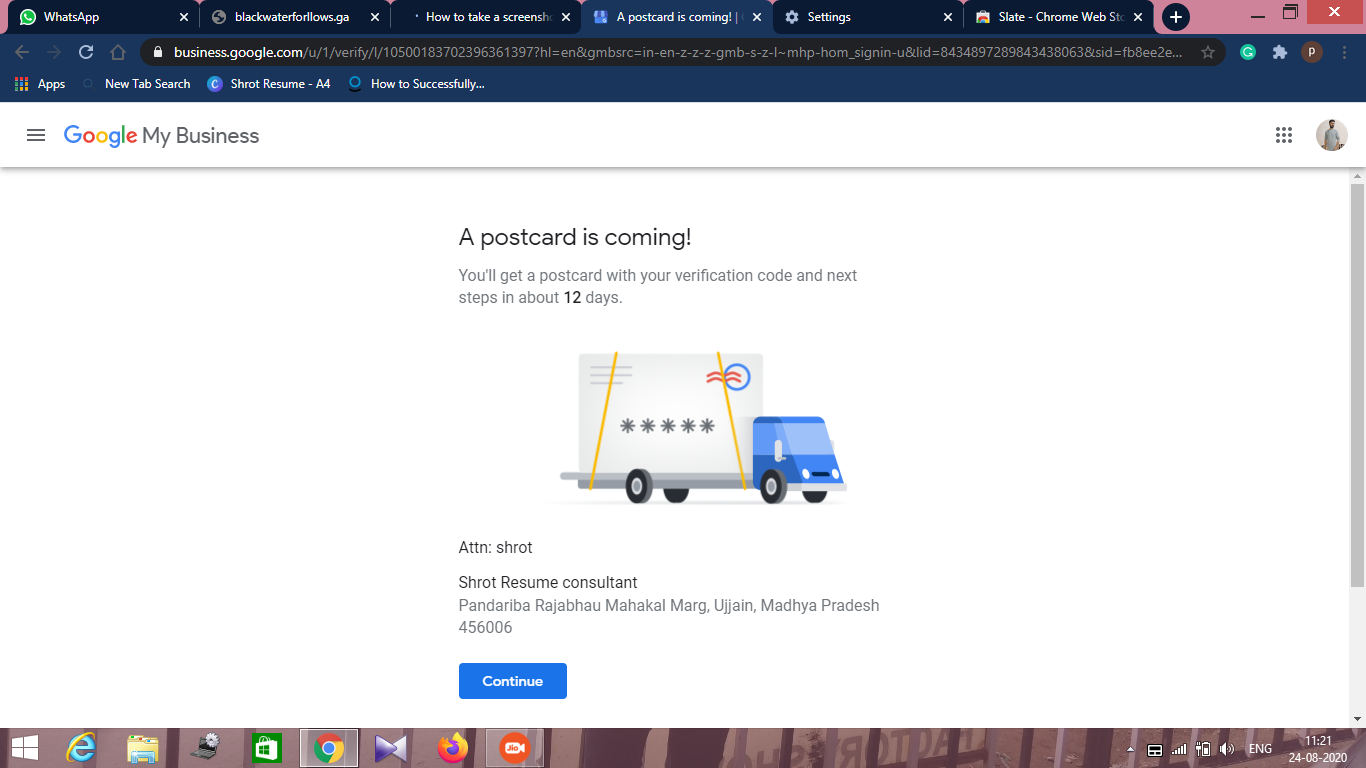 WhatsApp
blackwaterforllows.ga
How to take a screensho
A postcard is coming! |
Settings
Slate - Chrome Web Sto
business.google.com/u/1/verify/l/10500183702396361397?hl=en&gmbsrc=in-en-z-z-z-gmb-s-z-l~mhp-hom_signin-u&lid=8434897289843438063&sid=fb8ee2e...
G
p
Apps
New Tab Search
C
Shrot Resume - A4
How to Successfully...
Google My Business
A postcard is coming!
You'll get a postcard with your verification code and next
steps in about 12 days.
*****
Attn: shrot
Shrot Resume consultant
Pandariba Rajabhau Mahakal Marg, Ujjain, Madhya Pradesh
456006
Continue
Jio
ENG
11:21
24-08-2020